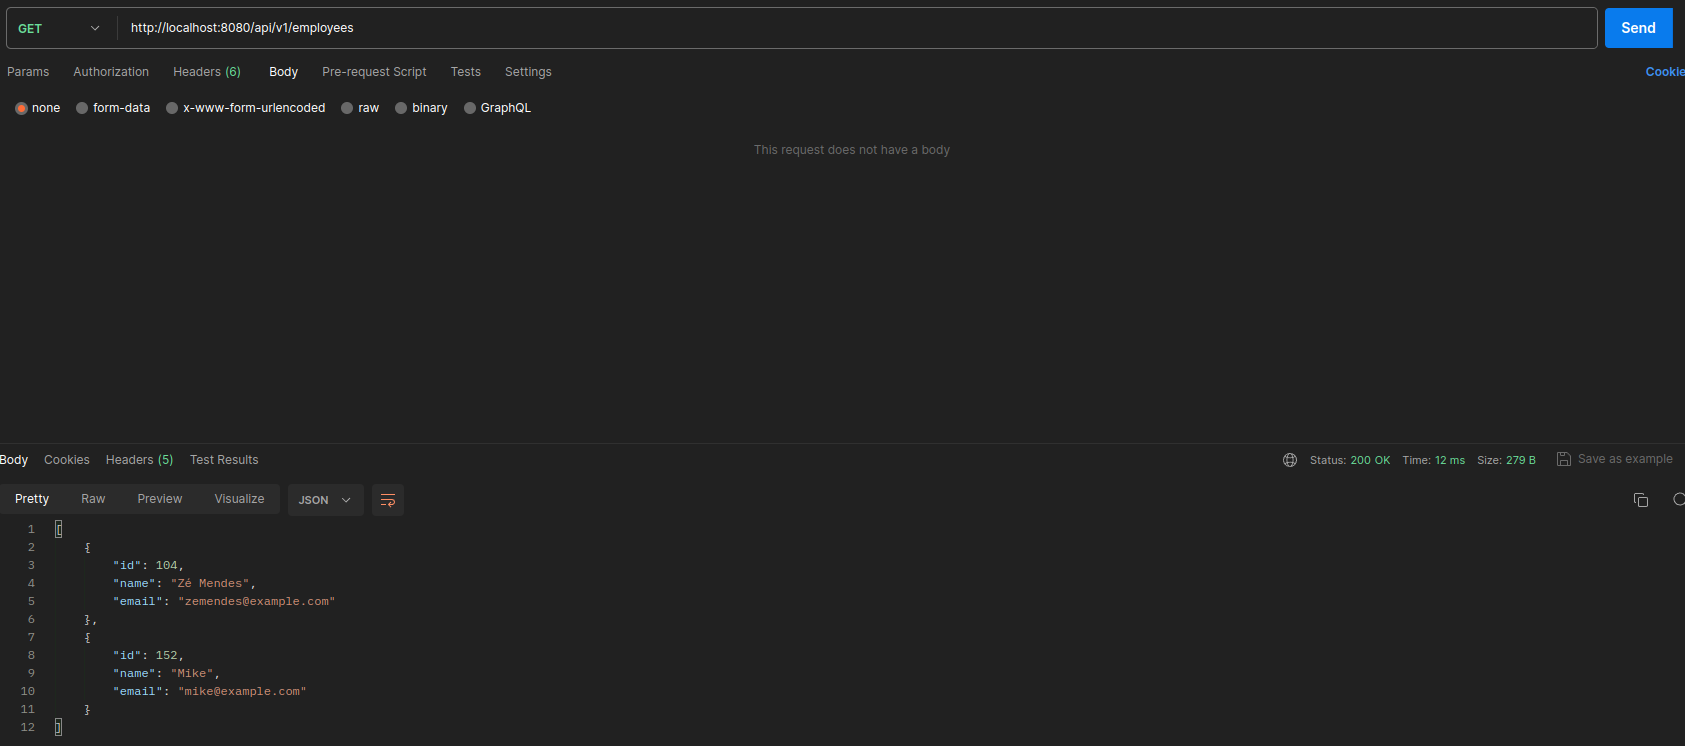 GET http://localhost:8080/api/v1/employees Send
Params Authorization Headers (6) Body Pre-request Script Tests Settings Cookie
none form-data x-www-form-urlencoded raw binary GraphQL
This request does not have a body
Body Cookies Headers (5) Test Results Status: 200 OK Time: 12 ms Size: 279 B Save as example
Pretty Raw Preview Visualize JSON
1 [
2 {
3 "id": 104,
4 "name": "Zé Mendes",
5 "email": "zemendes@example.com"
6 },
7 {
8 "id": 152,
9 "name": "Mike",
10 "email": "mike@example.com"
11 }
12 ]